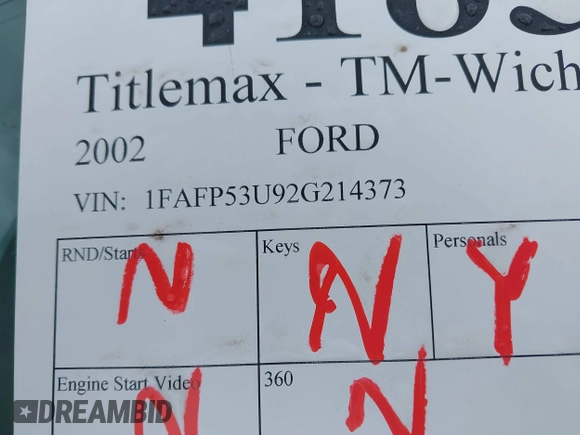 Titlemax - TM-Wich
2002 FORD
VIN: 1FAFP53U92G214373
RND/Start Keys Personals
N N Y
Engine Start Video 360
N N
DREAMBID